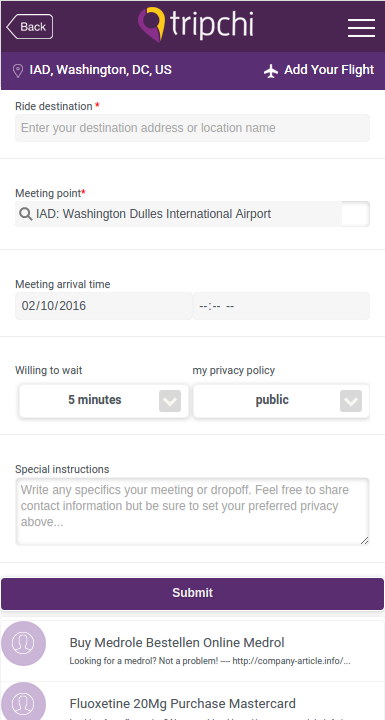 Back
tripchi
IAD, Washington, DC, US
Add Your Flight
Ride destination *
Enter your destination address or location name
Meeting point*
IAD: Washington Dulles International Airport
Meeting arrival time
02/10/2016 --:-- --
Willing to wait my privacy policy
5 minutes public
Special instructions
Write any specifics your meeting or dropoff. Feel free to share
contact information but be sure to set your preferred privacy
above...
Submit
Buy Medrole Bestellen Online Medrol
Looking for a medrol? Not a problem! ---- http://company-article.info/...
Fluoxetine 20Mg Purchase Mastercard